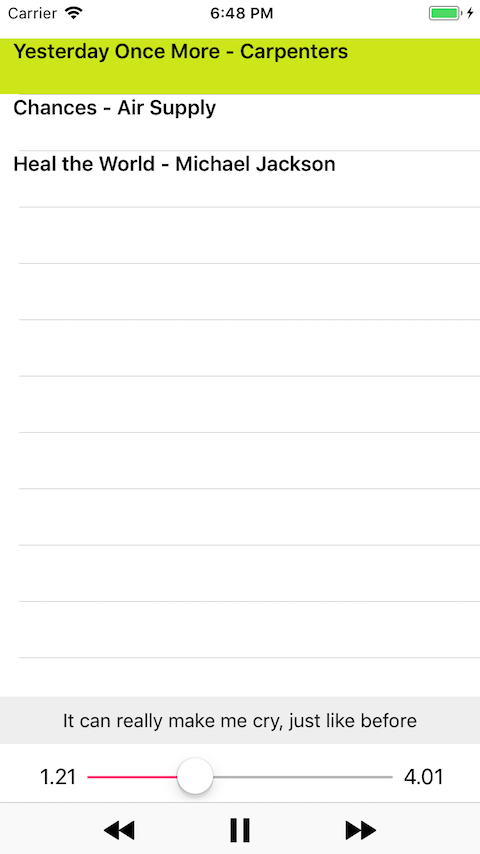 Carrier 6:48 PM
Yesterday Once More - Carpenters
Chances - Air Supply
Heal the World - Michael Jackson
It can really make me cry, just like before
1.21 4.01